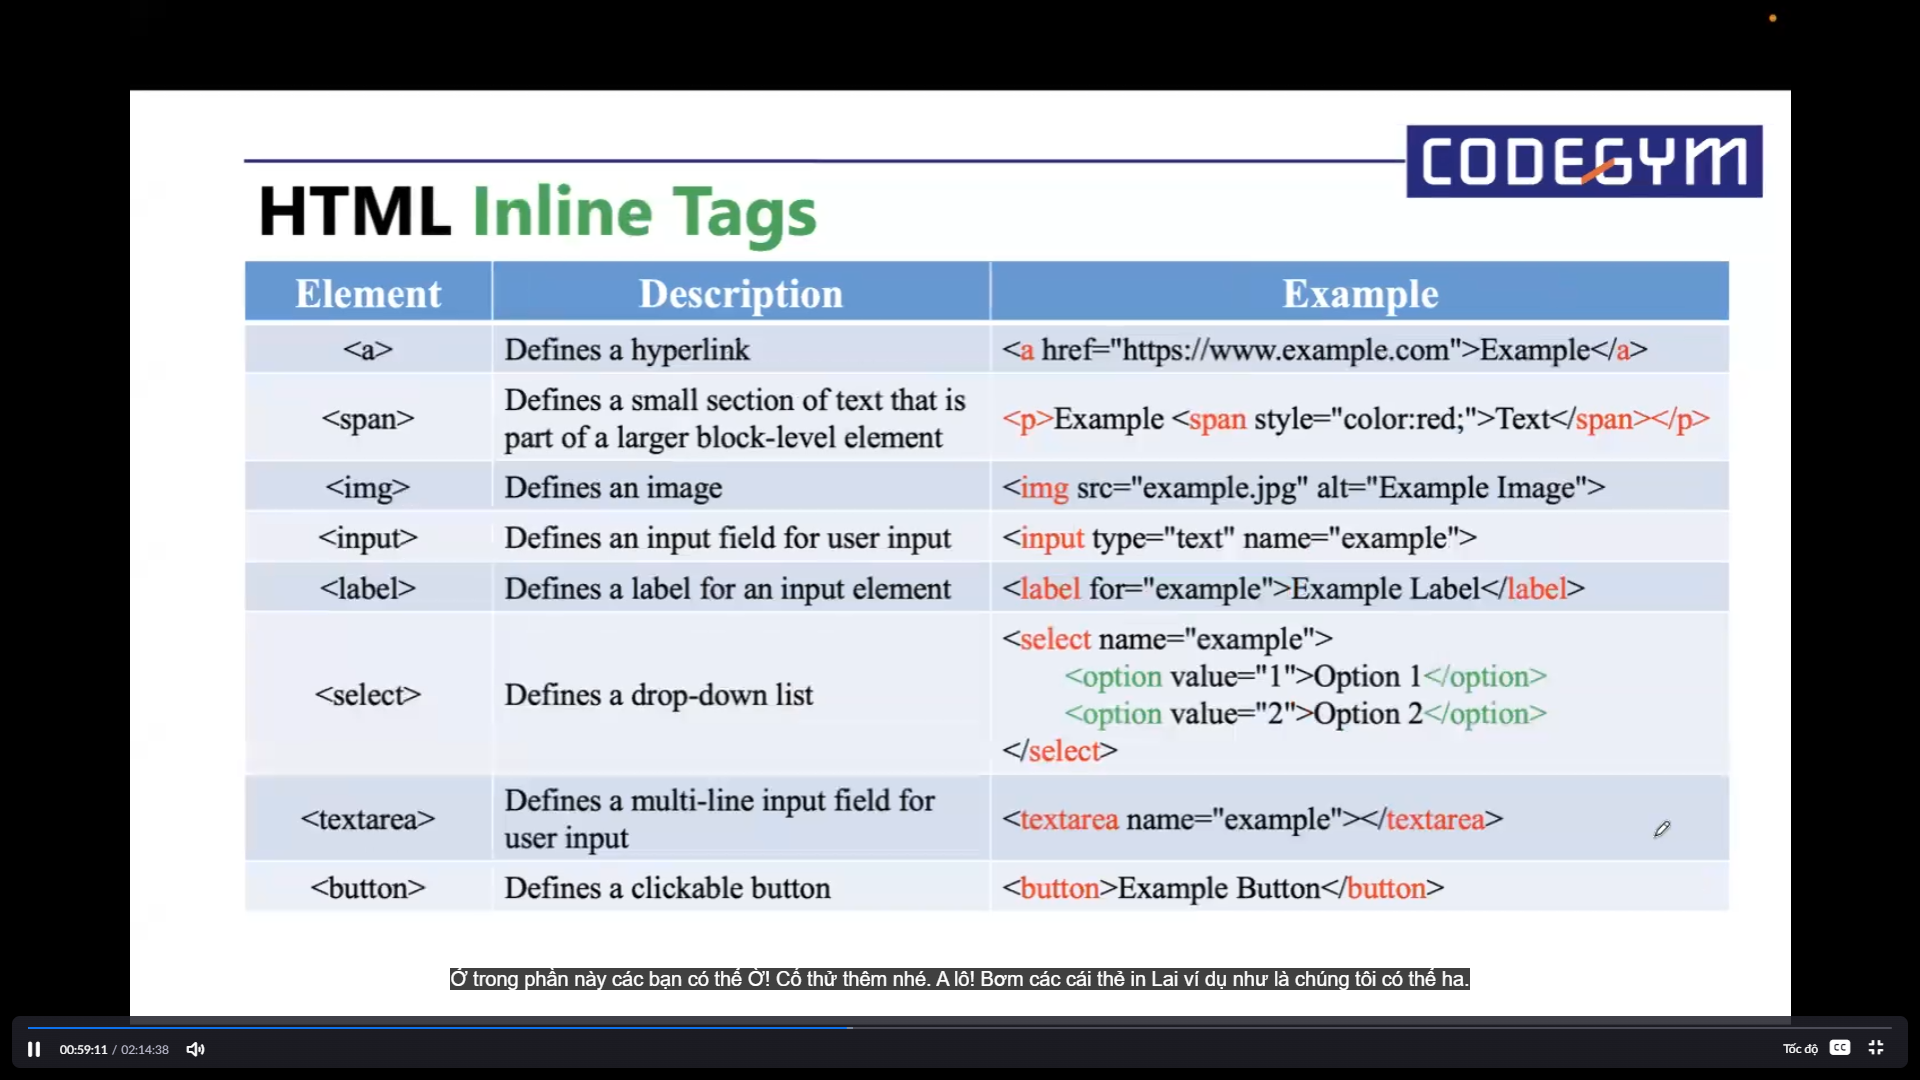 CODEGYM
HTML Inline Tags
Element Description Example
<a> Defines a hyperlink <a href="https://www.example.com">Example</a>
<span> Defines a small section of text that is part of a larger block-level element <p>Example <span style="color:red;">Text</span></p>
<img> Defines an image <img src="example.jpg" alt="Example Image">
<input> Defines an input field for user input <input type="text" name="example">
<label> Defines a label for an input element <label for="example">Example Label</label>
<select> Defines a drop-down list <select name="example">
<option value="1">Option 1</option>
<option value="2">Option 2</option>
</select>
<textarea> Defines a multi-line input field for user input <textarea name="example"></textarea>
<button> Defines a clickable button <button>Example Button</button>
Ở trong phần này các bạn có thể Ờ! Cố thử thêm nhé. A lô! Bơm các cái thẻ in Lai ví dụ như là chúng tôi có thể ha.
00:59:11 / 02:14:38 Tốc độ CC